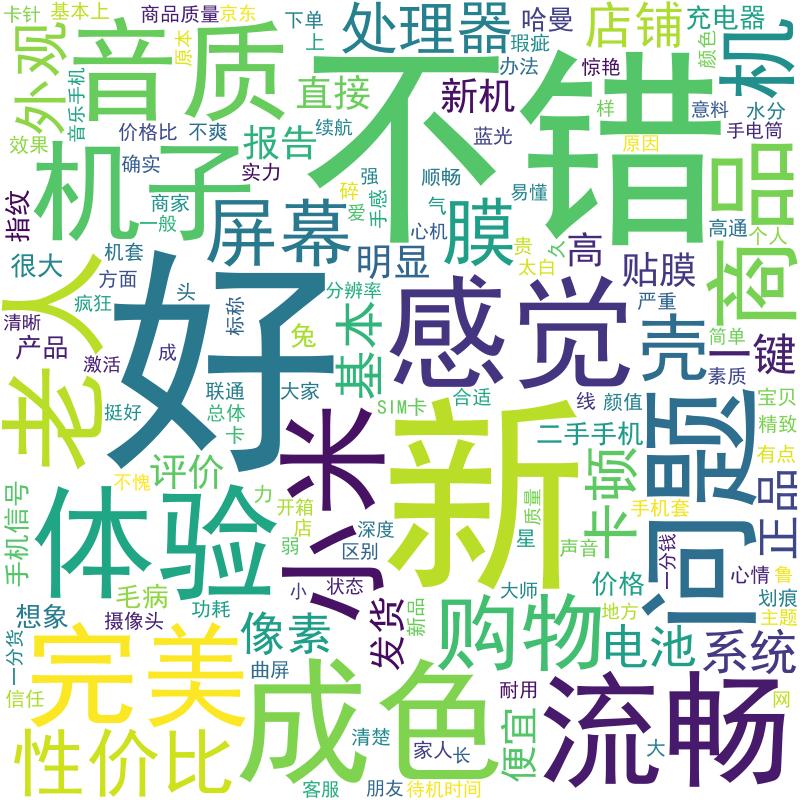 卡针
基本上
商品质量
京东
下单
上
处理器
哈曼
店铺
充电器
机
外观
音乐手机
原本
音质
不错
直接
新机
瑕疵
办法
惊艳
颜色
样
意料
水分
手电筒
效果
价格比
不爽
报告
续航
蓝光
原因
机子
确实
实力
碎
强
顺畅
易懂
商品
指纹
商家
一般
爱
手感
气
心机
贵
久
高通
个人
屏幕
膜
太白
高
很大
机套
方面
明显
贴膜
老人
疯狂
头
标称
分辨率
严重
清晰
好
感觉
壳
简单
产品
激活
成
兔
基本
一键
素质
联通
大家
挺好
总体
卡
SIM卡
合适
线
颜值
宝贝
精致
小米
新
二手手机
问题
有点
评价
卡顿
正品
手机信号
体验
不愧
力
开箱
店
弱
深度
区别
星
质量
声音
手机套
一分钱
心情
鲁
毛病
功耗
小
状态
大师
价格
划痕
想象
摄像头
发货
新品
购物
地方
主题
一分货
完美
像素
电池
系统
信任
曲屏
成色
耐用
便宜
流畅
网
性价比
清楚
家人
长
大
客服
朋友
待机时间